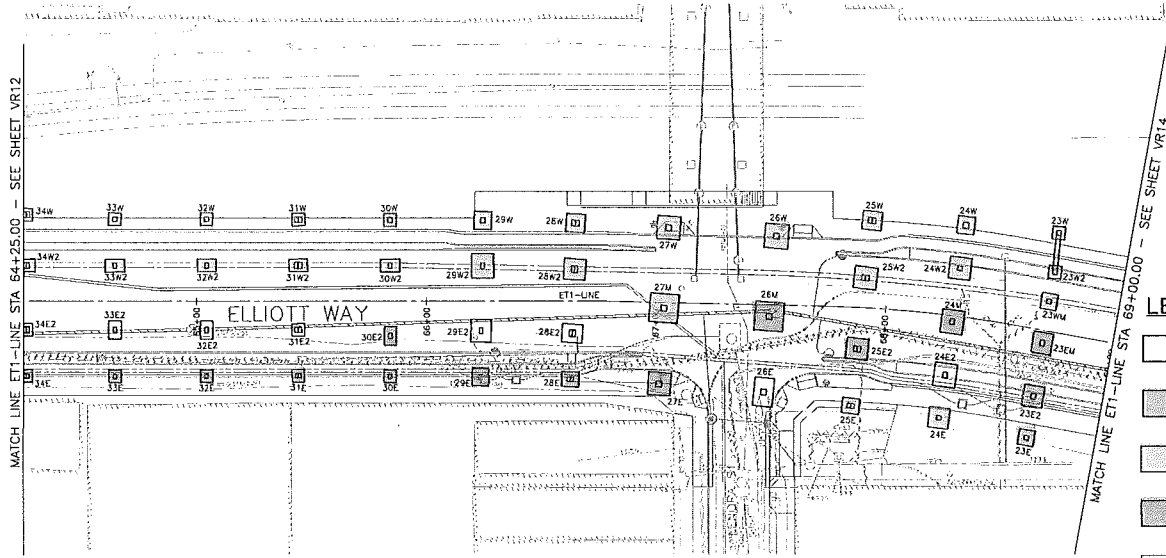 MATCH LINE ET1-LINE STA 64+25.00 - SEE SHEET VR12
34W
33W
32W
31W
30W
29W
28W
27W
26W
25W
24W
23W
34W2
33W2
32W2
31W2
30W2
29W2
28W2
25W2
24W2
23W2
23WM
27M
26M
24M
23EM
ET1-LINE
ELLIOTT WAY
66+00
67+
68+00
34E2
33E2
32E2
31E2
30E2
29E2
28E2
25E2
24E2
23E2
34E
33E
32E
31E
30E
29E
28E
27E
26E
25E
24E
23E
MATCH LINE ET1-LINE STA 69+00.00 - SEE SHEET VR14
LE